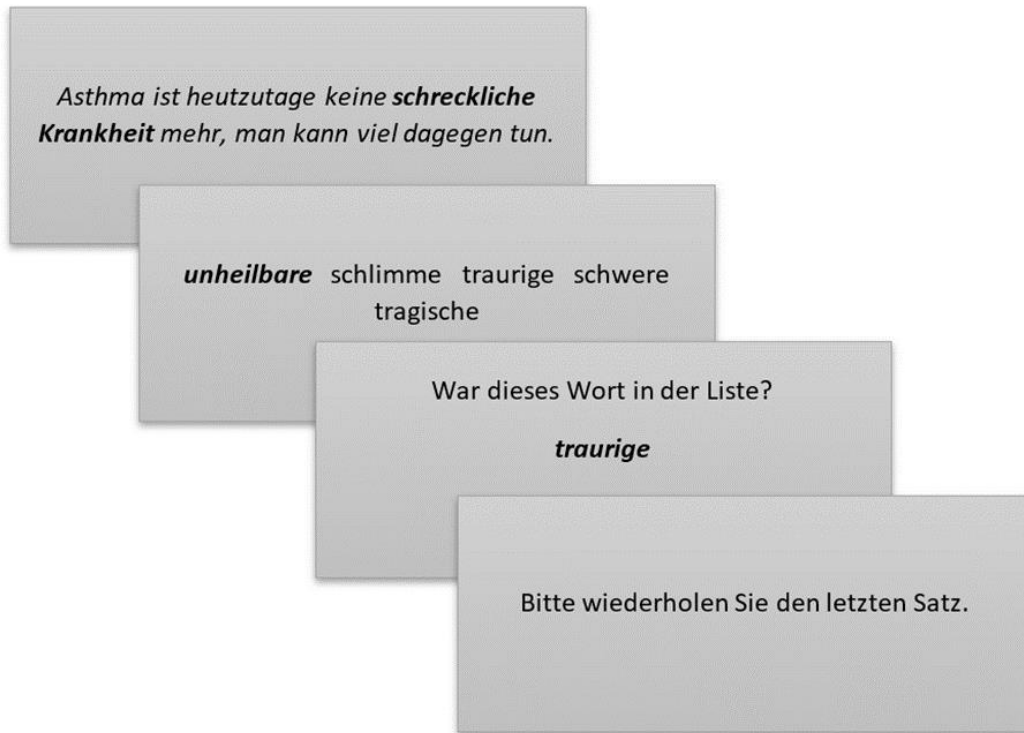 Asthma ist heutzutage keine schreckliche
Krankheit mehr, man kann viel dagegen tun.
unheilbare schlimme traurige schwere
tragische
War dieses Wort in der Liste?
traurige
Bitte wiederholen Sie den letzten Satz.